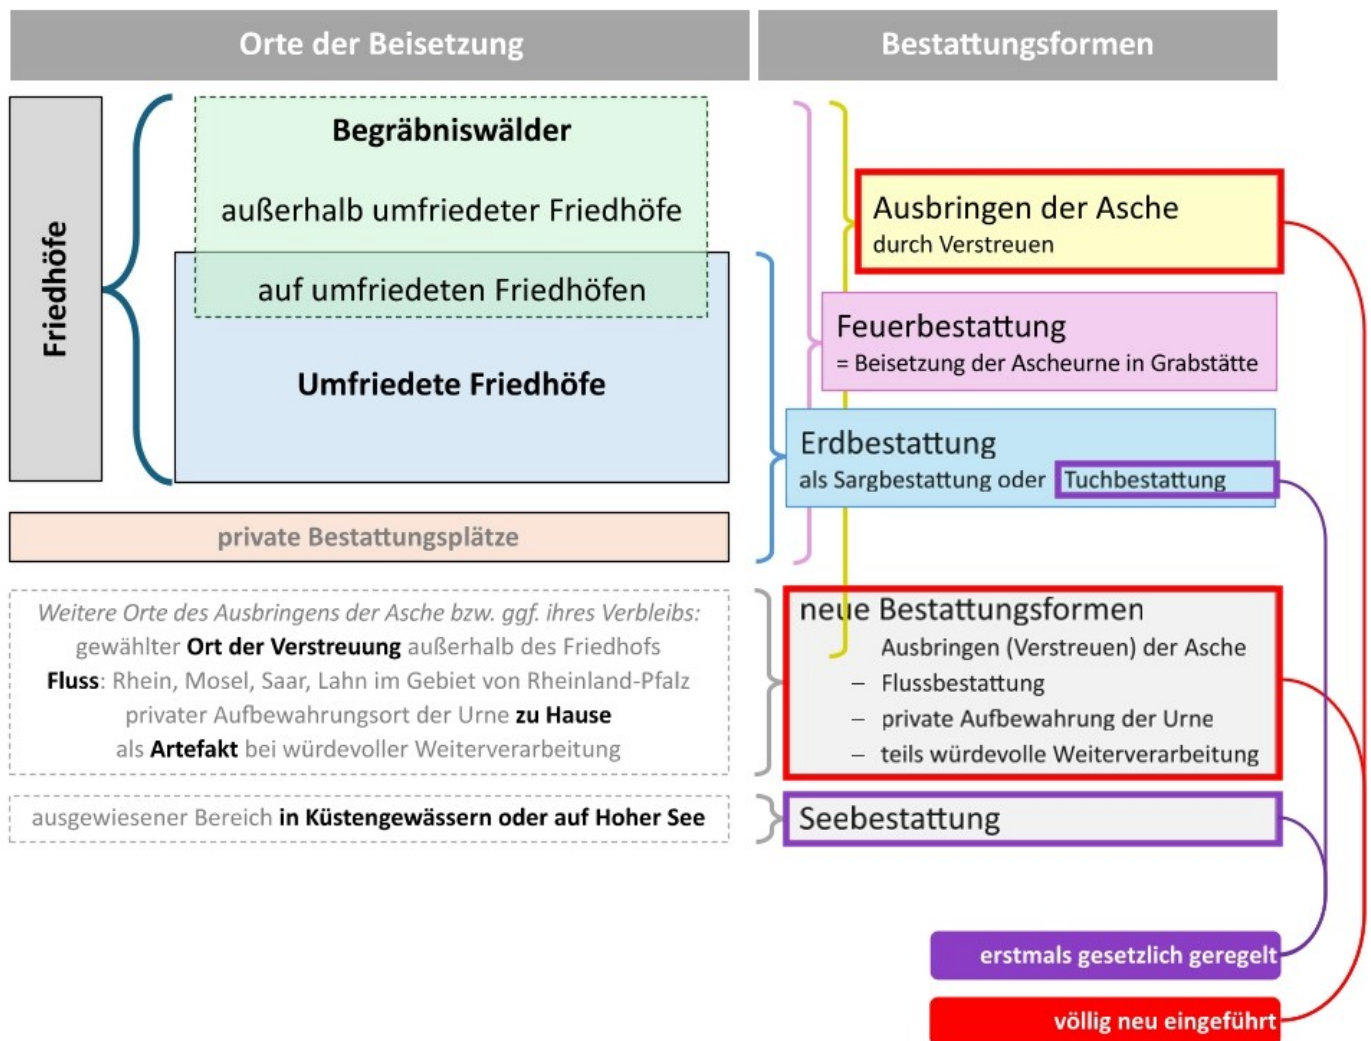 Orte der Beisetzung
Bestattungsformen
Friedhöfe
Begräbniswälder
außerhalb umfriedeter Friedhöfe
auf umfriedeten Friedhöfen
Umfriedete Friedhöfe
private Bestattungsplätze
Weitere Orte des Ausbringens der Asche bzw. ggf. ihres Verbleibs:
gewählter Ort der Verstreuung außerhalb des Friedhofs
Fluss: Rhein, Mosel, Saar, Lahn im Gebiet von Rheinland-Pfalz
privater Aufbewahrungsort der Urne zu Hause
als Artefakt bei würdevoller Weiterverarbeitung
ausgewiesener Bereich in Küstengewässern oder auf Hoher See
Ausbringen der Asche
durch Verstreuen
Feuerbestattung
= Beisetzung der Ascheurne in Grabstätte
Erdbestattung
als Sargbestattung oder Tuchbestattung
neue Bestattungsformen
Ausbringen (Verstreuen) der Asche
– Flussbestattung
– private Aufbewahrung der Urne
– teils würdevolle Weiterverarbeitung
Seebestattung
erstmals gesetzlich geregelt
völlig neu eingeführt